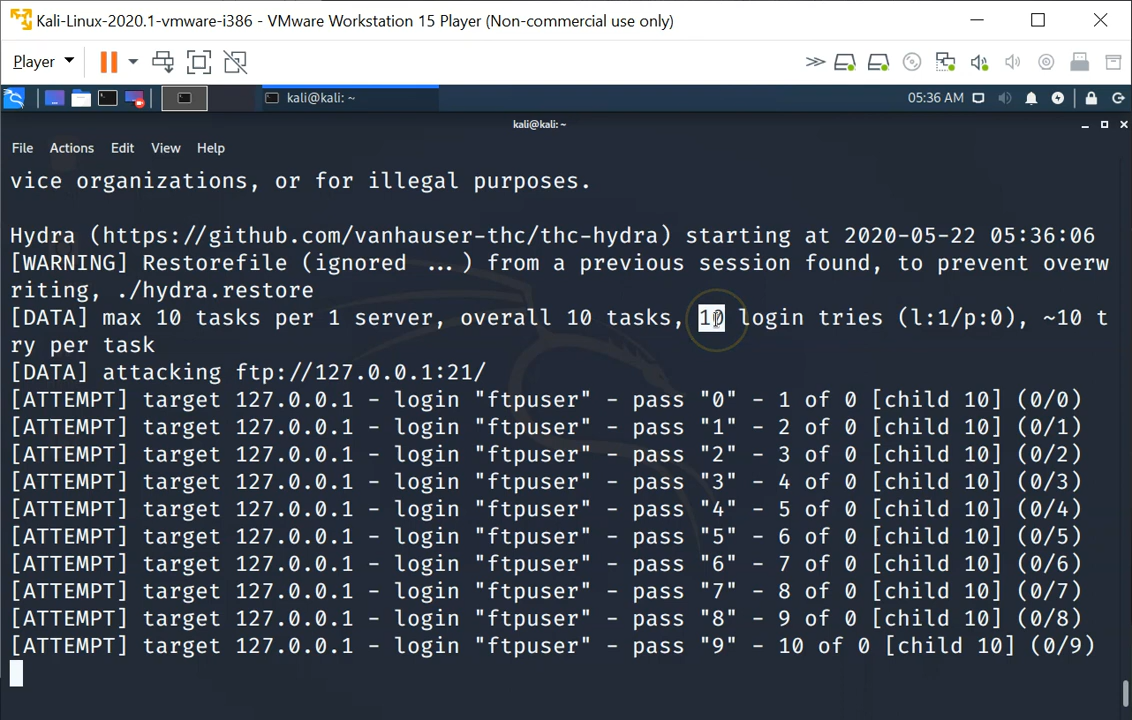 Kali-Linux-2020.1-vmware-i386 - VMware Workstation 15 Player (Non-commercial use only)
Player
kali@kali: ~
05:36 AM
kali@kali:~
File Actions Edit View Help
vice organizations, or for illegal purposes.
Hydra (https://github.com/vanhauser-thc/thc-hydra) starting at 2020-05-22 05:36:06
[WARNING] Restorefile (ignored ...) from a previous session found, to prevent overw
riting, ./hydra.restore
[DATA] max 10 tasks per 1 server, overall 10 tasks, 10 login tries (l:1/p:0), ~10 t
ry per task
[DATA] attacking ftp://127.0.0.1:21/
[ATTEMPT] target 127.0.0.1 - login "ftpuser" - pass "0" - 1 of 0 [child 10] (0/0)
[ATTEMPT] target 127.0.0.1 - login "ftpuser" - pass "1" - 2 of 0 [child 10] (0/1)
[ATTEMPT] target 127.0.0.1 - login "ftpuser" - pass "2" - 3 of 0 [child 10] (0/2)
[ATTEMPT] target 127.0.0.1 - login "ftpuser" - pass "3" - 4 of 0 [child 10] (0/3)
[ATTEMPT] target 127.0.0.1 - login "ftpuser" - pass "4" - 5 of 0 [child 10] (0/4)
[ATTEMPT] target 127.0.0.1 - login "ftpuser" - pass "5" - 6 of 0 [child 10] (0/5)
[ATTEMPT] target 127.0.0.1 - login "ftpuser" - pass "6" - 7 of 0 [child 10] (0/6)
[ATTEMPT] target 127.0.0.1 - login "ftpuser" - pass "7" - 8 of 0 [child 10] (0/7)
[ATTEMPT] target 127.0.0.1 - login "ftpuser" - pass "8" - 9 of 0 [child 10] (0/8)
[ATTEMPT] target 127.0.0.1 - login "ftpuser" - pass "9" - 10 of 0 [child 10] (0/9)